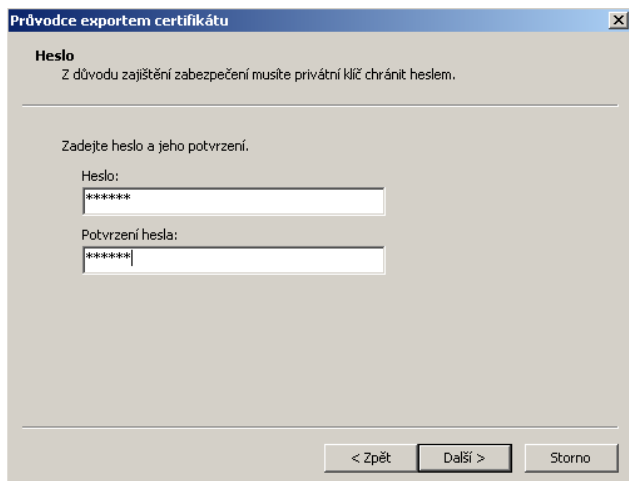 Průvodce exportem certifikátu
Heslo
Z důvodu zajištění zabezpečení musíte privátní klíč chránit heslem.
Zadejte heslo a jeho potvrzení.
Heslo:
******
Potvrzení hesla:
******
< Zpět
Další >
Storno